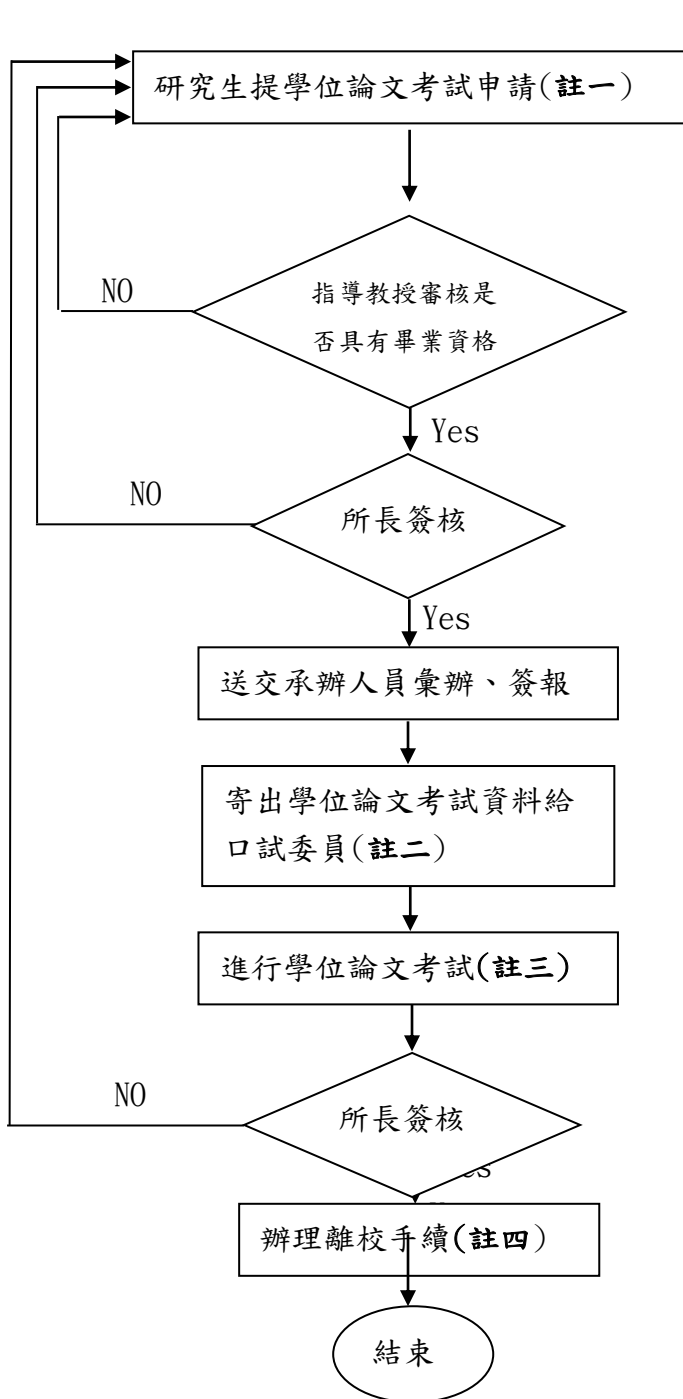 研究生提學位論文考試申請(註一)
NO
指導教授審核是
否具有畢業資格
Yes
NO
所長簽核
Yes
送交承辦人員彙辦、簽報
寄出學位論文考試資料給
口試委員(註二)
進行學位論文考試(註三)
NO
所長簽核
辦理離校手續(註四)
結束